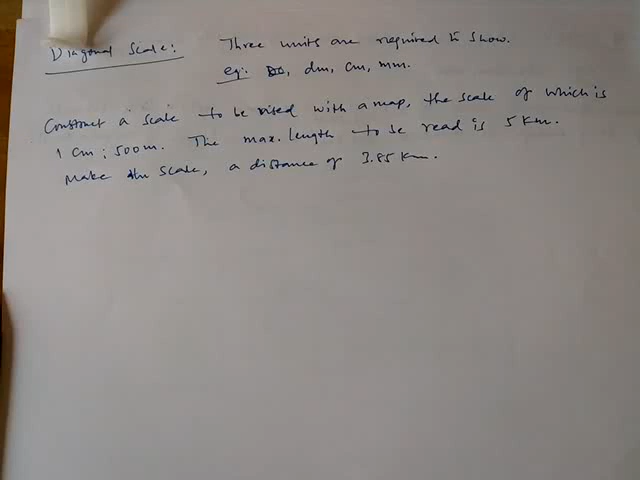 Diagonal Scale: Three units are required to show.
eg: dm, cm, mm.
Construct a scale to be used with a map, the scale of which is
1 cm : 500m. The max. length to be read is 5 Km.
Make the scale, a distance of 3.85 Km.